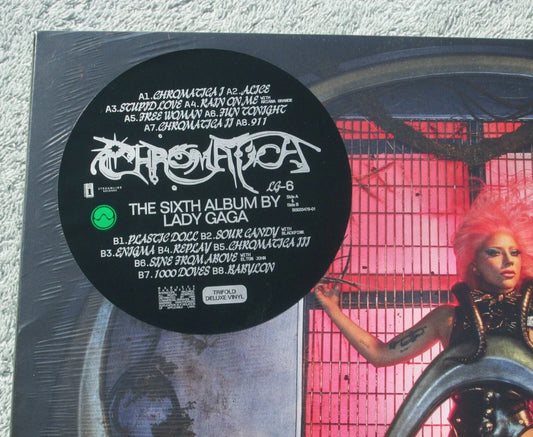 A1.CHROMATICA I A2.ALICE
A3.STUPID LOVE A4.RAIN ON ME WITH ARIANA GRANDE
A5.FREE WOMAN A6.FUN TONIGHT
A7.CHROMATICA II A8.911
CHROMATICA
LG-6
Side A
Side B
THE SIXTH ALBUM BY
LADY GAGA
STREAMLINE
B1.PLASTIC DOLL B2.SOUR CANDY WITH BLACKPINK
B3.ENIGMA B4.REPLAY B5.CHROMATICA III
B6.SINE FROM ABOVE WITH ELTON JOHN
B7.1000 DOVES B8.BABYLON
TRIFOLD
DELUXE VINYL